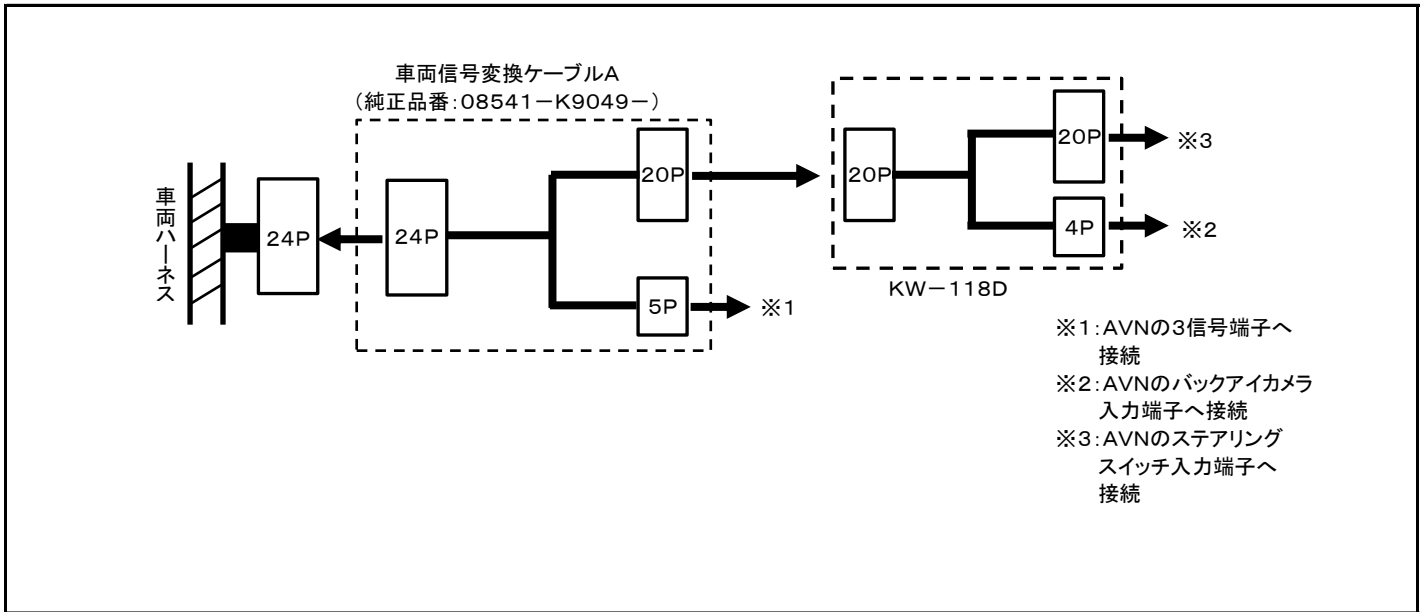 車両信号変換ケーブルA
(純正品番:08541-K9049-)
車両ハーネス
24P
24P
20P
5P
※1
20P
20P
4P
※3
※2
KW-118D
※1:AVNの3信号端子へ
接続
※2:AVNのバックアイカメラ
入力端子へ接続
※3:AVNのステアリング
スイッチ入力端子へ
接続